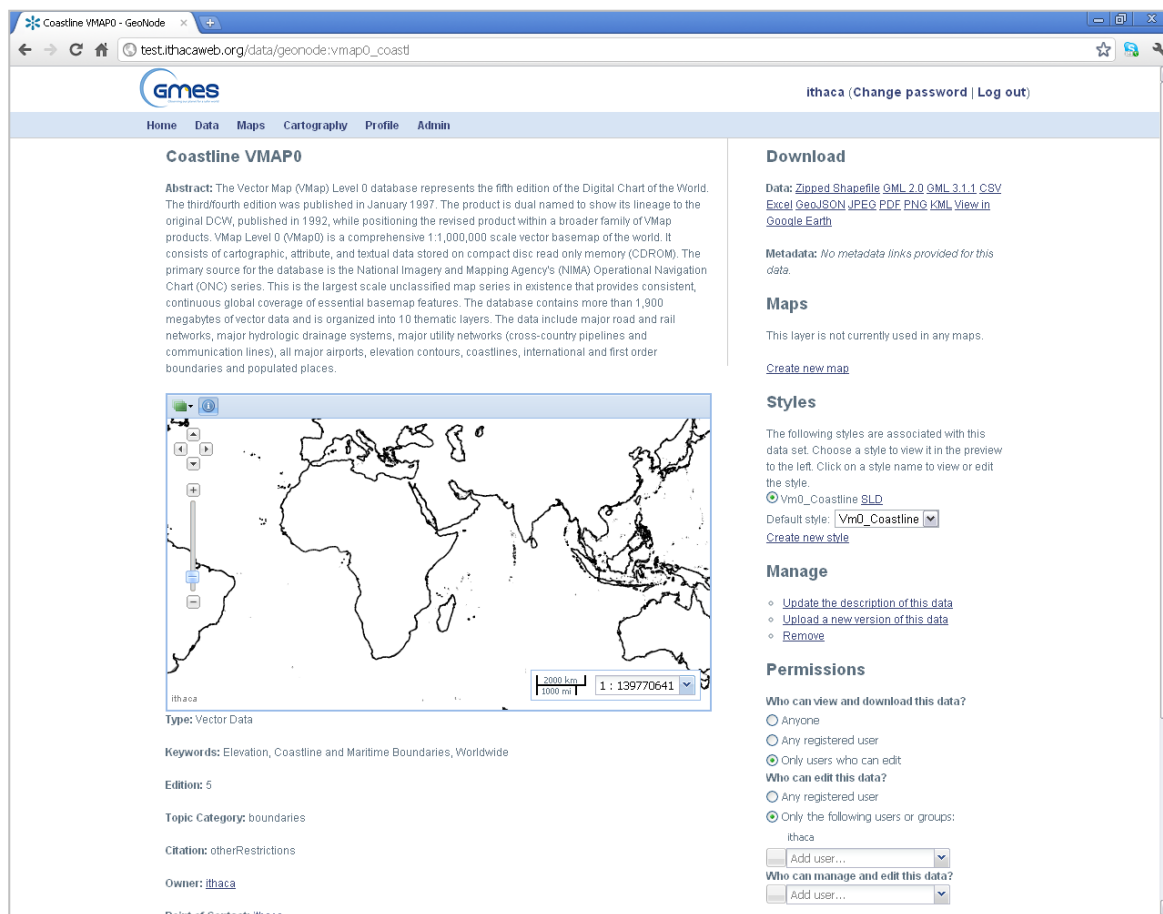 Coastline VMAP0 - GeoNode
test.ithacaweb.org/data/geonode:vmap0_coastl
Gmes
ithaca (Change password | Log out)
Home Data Maps Cartography Profile Admin
Coastline VMAP0
Abstract: The Vector Map (VMap) Level 0 database represents the fifth edition of the Digital Chart of the World.
The third/fourth edition was published in January 1997. The product is dual named to show its lineage to the
original DCW, published in 1992, while positioning the revised product within a broader family of VMap
products. VMap Level 0 (VMap0) is a comprehensive 1:1,000,000 scale vector basemap of the world. It
consists of cartographic, attribute, and textual data stored on compact disc read only memory (CDROM). The
primary source for the database is the National Imagery and Mapping Agency's (NIMA) Operational Navigation
Chart (ONC) series. This is the largest scale unclassified map series in existence that provides consistent,
continuous global coverage of essential basemap features. The database contains more than 1,900
megabytes of vector data and is organized into 10 thematic layers. The data include major road and rail
networks, major hydrologic drainage systems, major utility networks (cross-country pipelines and
communication lines), all major airports, elevation contours, coastlines, international and first order
boundaries and populated places.
2000 km
1000 mi
1 : 139770641
ithaca
Type: Vector Data
Keywords: Elevation, Coastline and Maritime Boundaries, Worldwide
Edition: 5
Topic Category: boundaries
Citation: otherRestrictions
Owner: ithaca
Point of Contact: ithaca
Download
Data: Zipped Shapefile GML 2.0 GML 3.1.1 CSV
Excel GeoJSON JPEG PDF PNG KML View in
Google Earth
Metadata: No metadata links provided for this
data.
Maps
This layer is not currently used in any maps.
Create new map
Styles
The following styles are associated with this
data set. Choose a style to view it in the preview
to the left. Click on a style name to view or edit
the style.
Vm0_Coastline SLD
Default style: Vm0_Coastline
Create new style
Manage
Update the description of this data
Upload a new version of this data
Remove
Permissions
Who can view and download this data?
Anyone
Any registered user
Only users who can edit
Who can edit this data?
Any registered user
Only the following users or groups:
ithaca
Add user...
Who can manage and edit this data?
Add user...